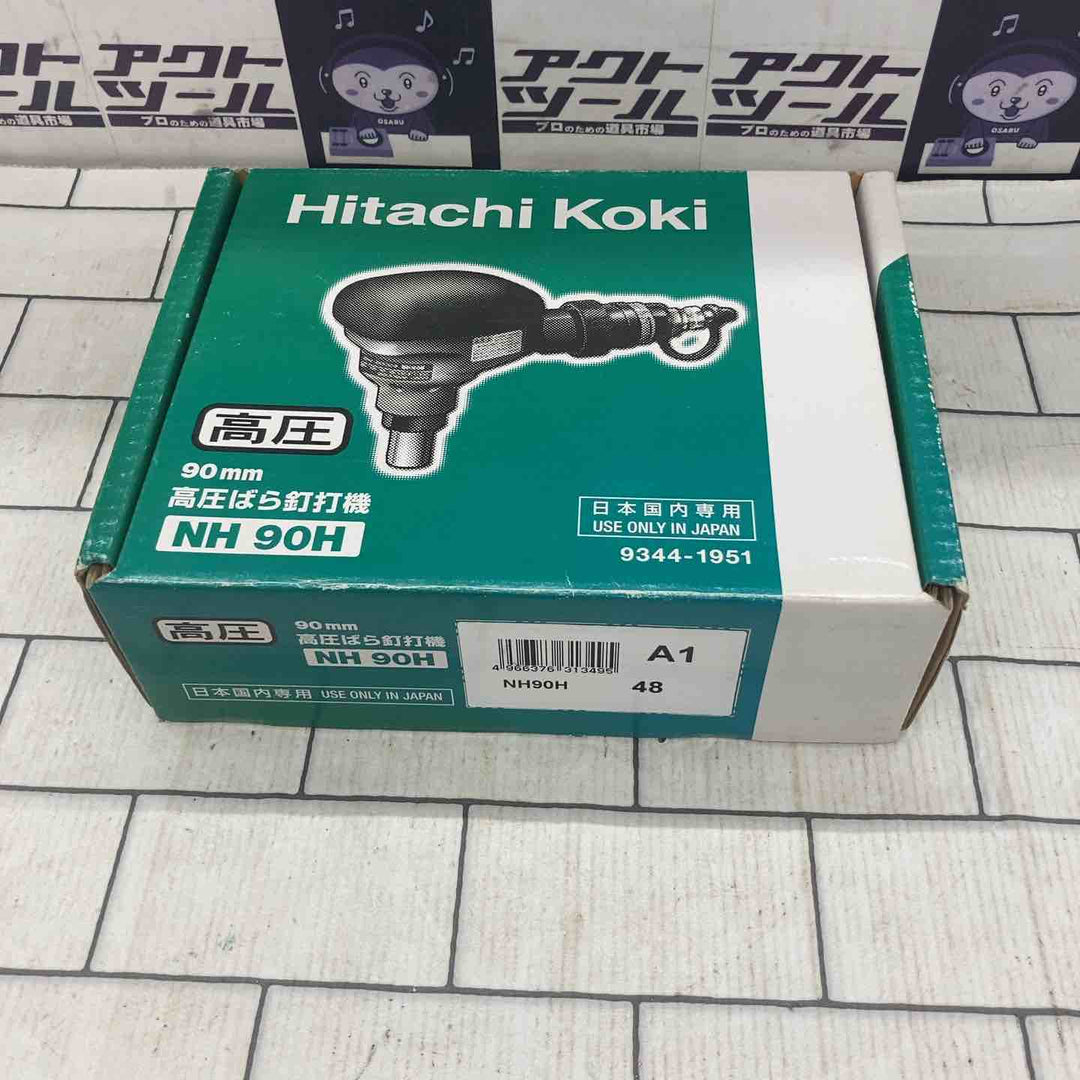 アクト
ツール
プロのための道具市場
OSABU
アクト
ツール
プロのための道具市場
アクト
ツール
プロのための道具市場
OSABU
Hitachi Koki
高圧
90mm
高圧ばら釘打機
NH 90H
日本国内専用
USE ONLY IN JAPAN
9344-1951
高圧
90mm
高圧ばら釘打機
NH 90H
日本国内専用 USE ONLY IN JAPAN
4 966376 313495
A1
NH90H 48